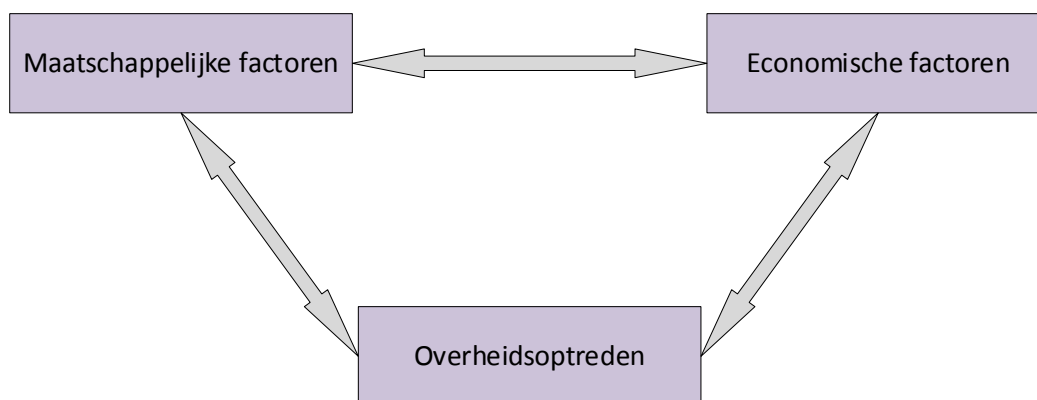 Maatschappelijke factoren
Economische factoren
Overheidsoptreden